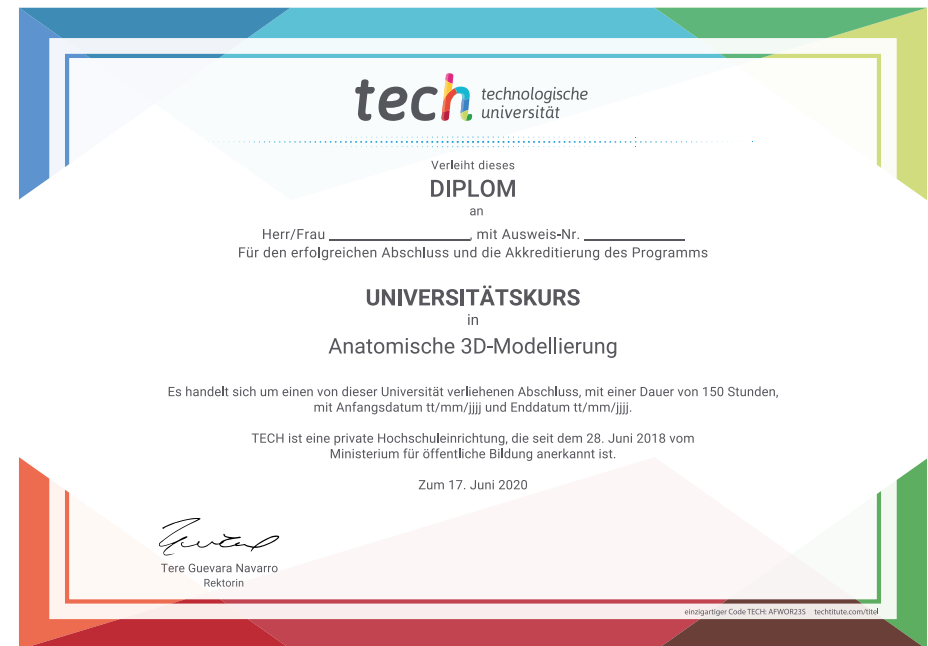 tech technologische
universität
Verleiht dieses
DIPLOM
an
Herr/Frau ____________, mit Ausweis-Nr. ____________
Für den erfolgreichen Abschluss und die Akkreditierung des Programms
UNIVERSITÄTSKURS
in
Anatomische 3D-Modellierung
Es handelt sich um einen von dieser Universität verliehenen Abschluss, mit einer Dauer von 150 Stunden,
mit Anfangsdatum tt/mm/jjjj und Enddatum tt/mm/jjjj.
TECH ist eine private Hochschuleinrichtung, die seit dem 28. Juni 2018 vom
Ministerium für öffentliche Bildung anerkannt ist.
Zum 17. Juni 2020
Tere Guevara Navarro
Rektorin
einzigartiger Code TECH: AFWOR23S techtitute.com/titel